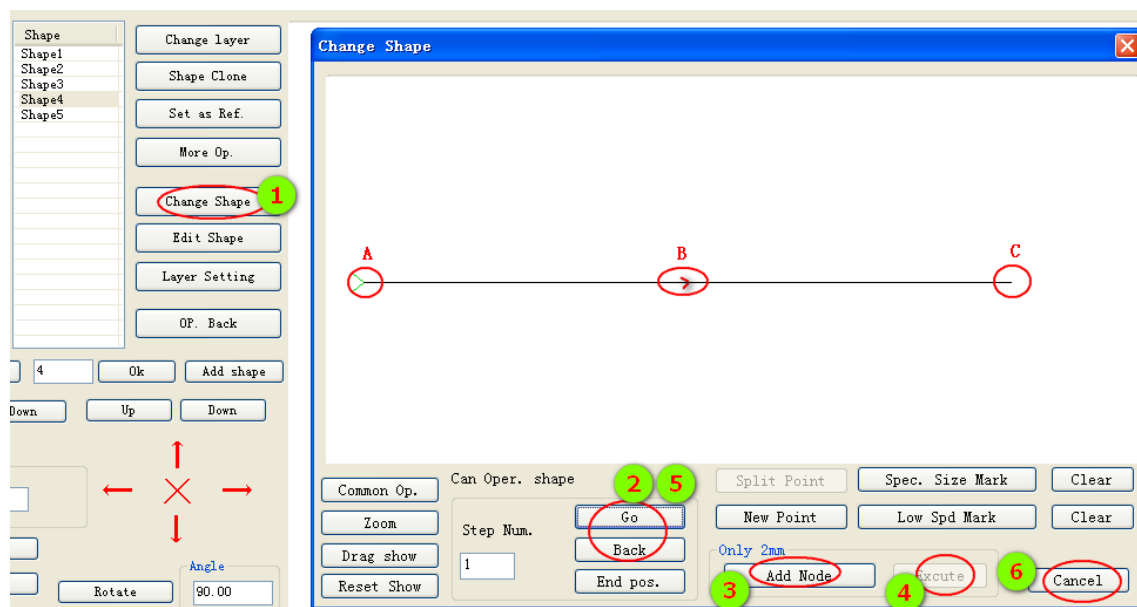 Shape
Shape1
Shape2
Shape3
Shape4
Shape5
Change layer
Shape Clone
Set as Ref.
More Op.
Change Shape 1
Edit Shape
Layer Setting
OP. Back
4 Ok Add shape
Down Up Down
Angle
Rotate 90.00
Change Shape
A B C
Common Op.
Zoom
Drag show
Reset Show
Can Oper. shape
2 5
Step Num.
1
Go
Back
End pos.
Split Point Spec. Size Mark Clear
New Point Low Spd Mark Clear
Only 2mm
3 Add Node 4 Excute 6 Cancel